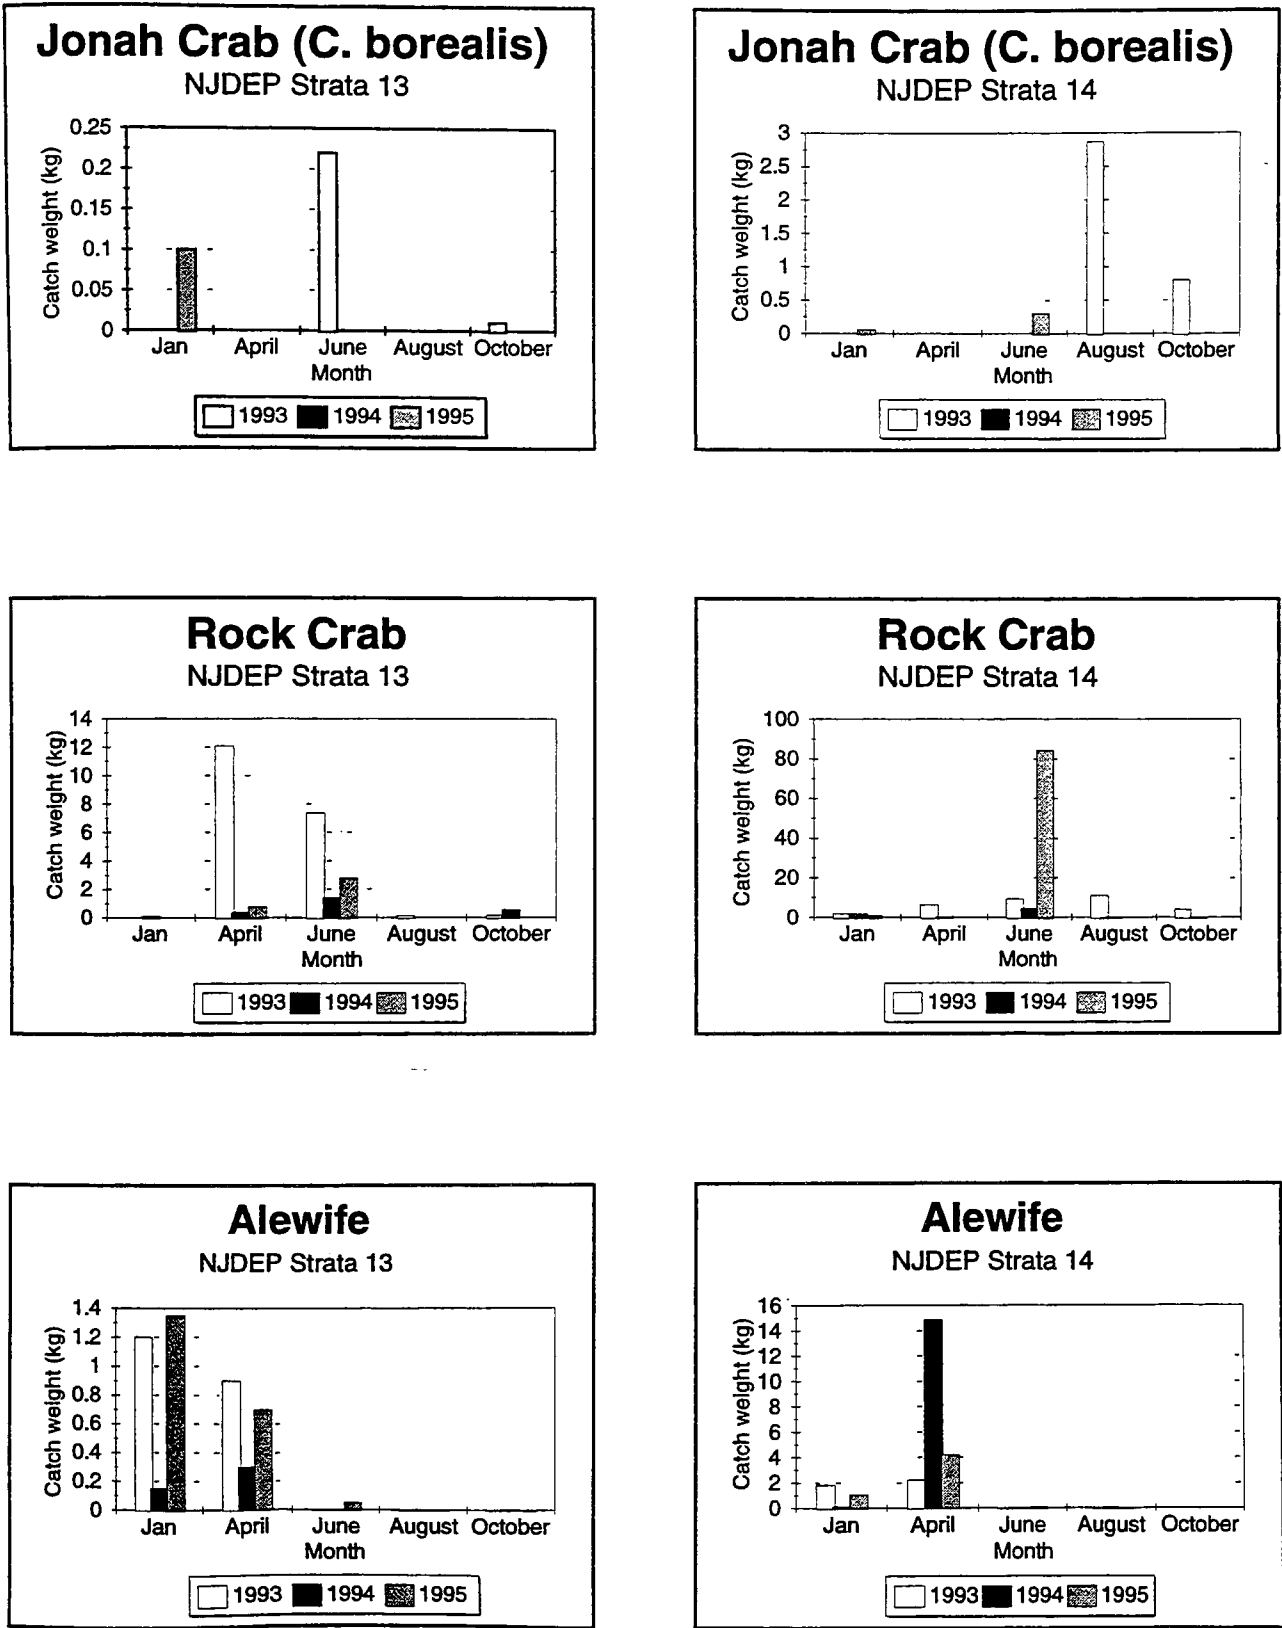 Jonah Crab (C. borealis)
NJDEP Strata 13
Catch weight (kg)
0.25
0.2
0.15
0.1
0.05
0
Jan April June August October
Month
1993 1994 1995
Jonah Crab (C. borealis)
NJDEP Strata 14
Catch weight (kg)
3
2.5
2
1.5
1
0.5
0
Jan April June August October
Month
1993 1994 1995
Rock Crab
NJDEP Strata 13
Catch weight (kg)
14
12
10
8
6
4
2
0
Jan April June August October
Month
1993 1994 1995
Rock Crab
NJDEP Strata 14
Catch weight (kg)
100
80
60
40
20
0
Jan April June August October
Month
1993 1994 1995
Alewife
NJDEP Strata 13
Catch weight (kg)
1.4
1.2
1
0.8
0.6
0.4
0.2
0
Jan April June August October
Month
1993 1994 1995
Alewife
NJDEP Strata 14
Catch weight (kg)
16
14
12
10
8
6
4
2
0
Jan April June August October
Month
1993 1994 1995